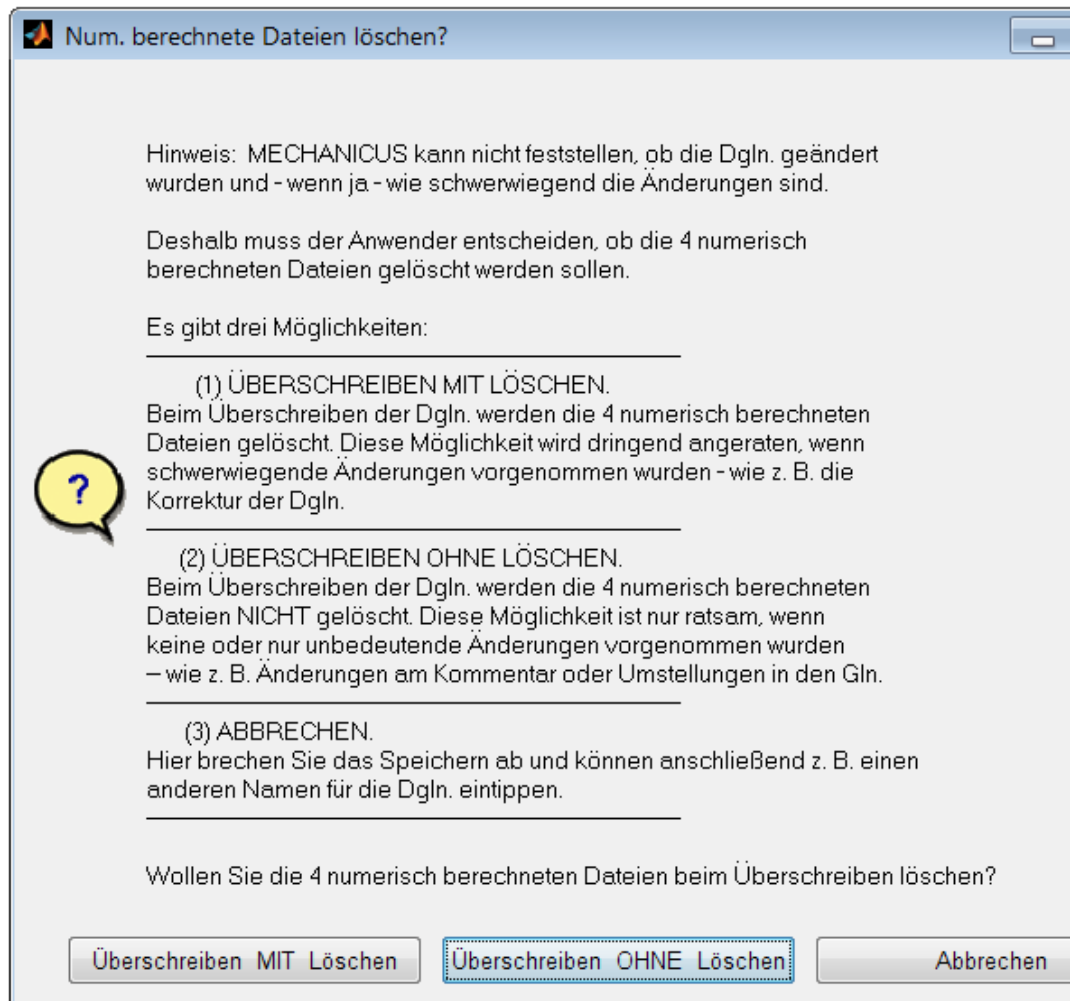 Num. berechnete Dateien löschen?
Hinweis: MECHANICUS kann nicht feststellen, ob die Dgln. geändert
wurden und - wenn ja - wie schwerwiegend die Änderungen sind.
Deshalb muss der Anwender entscheiden, ob die 4 numerisch
berechneten Dateien gelöscht werden sollen.
Es gibt drei Möglichkeiten:
(1) ÜBERSCHREIBEN MIT LÖSCHEN.
Beim Überschreiben der Dgln. werden die 4 numerisch berechneten
Dateien gelöscht. Diese Möglichkeit wird dringend angeraten, wenn
schwerwiegende Änderungen vorgenommen wurden - wie z. B. die
Korrektur der Dgln.
?
(2) ÜBERSCHREIBEN OHNE LÖSCHEN.
Beim Überschreiben der Dgln. werden die 4 numerisch berechneten
Dateien NICHT gelöscht. Diese Möglichkeit ist nur ratsam, wenn
keine oder nur unbedeutende Änderungen vorgenommen wurden
– wie z. B. Änderungen am Kommentar oder Umstellungen in den Gln.
(3) ABBRECHEN.
Hier brechen Sie das Speichern ab und können anschließend z. B. einen
anderen Namen für die Dgln. eintippen.
Wollen Sie die 4 numerisch berechneten Dateien beim Überschreiben löschen?
Überschreiben MIT Löschen Überschreiben OHNE Löschen Abbrechen